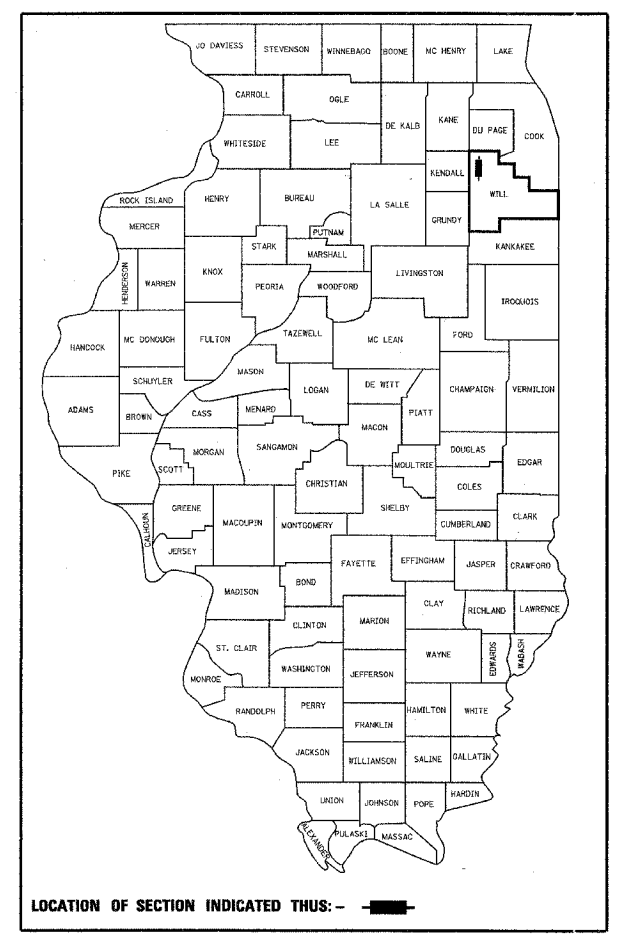 JO DAVIESS STEVENSON WINNEBAGO BOONE MC HENRY LAKE
CARROLL OGLE KANE
DE KALB DU PAGE COOK
WHITESIDE LEE
KENDALL WILL
ROCK ISLAND HENRY BUREAU LA SALLE
MERCER PUTNAM GRUNDY
STARK MARSHALL KANKAKEE
HENDERSON WARREN KNOX PEORIA WOODFORD LIVINGSTON IROQUOIS
HANCOCK MC DONOUGH FULTON TAZEWELL MC LEAN FORD
MASON
SCHUYLER LOGAN DE WITT CHAMPAIGN VERMILION
ADAMS BROWN CASS MENARD PIATT
MACON
MORGAN SANGAMON DOUGLAS EDGAR
PIKE SCOTT MOULTRIE
CHRISTIAN COLES
CALHOUN GREENE MACOUPIN MONTGOMERY SHELBY CUMBERLAND CLARK
JERSEY
FAYETTE EFFINGHAM JASPER CRAWFORD
MADISON BOND
CLAY RICHLAND LAWRENCE
CLINTON MARION
ST. CLAIR WAYNE EDWARDS WABASH
WASHINGTON JEFFERSON
MONROE
RANDOLPH PERRY HAMILTON WHITE
FRANKLIN
JACKSON WILLIAMSON SALINE GALLATIN
UNION JOHNSON POPE HARDIN
ALEXANDER PULASKI MASSAC
LOCATION OF SECTION INDICATED THUS: -